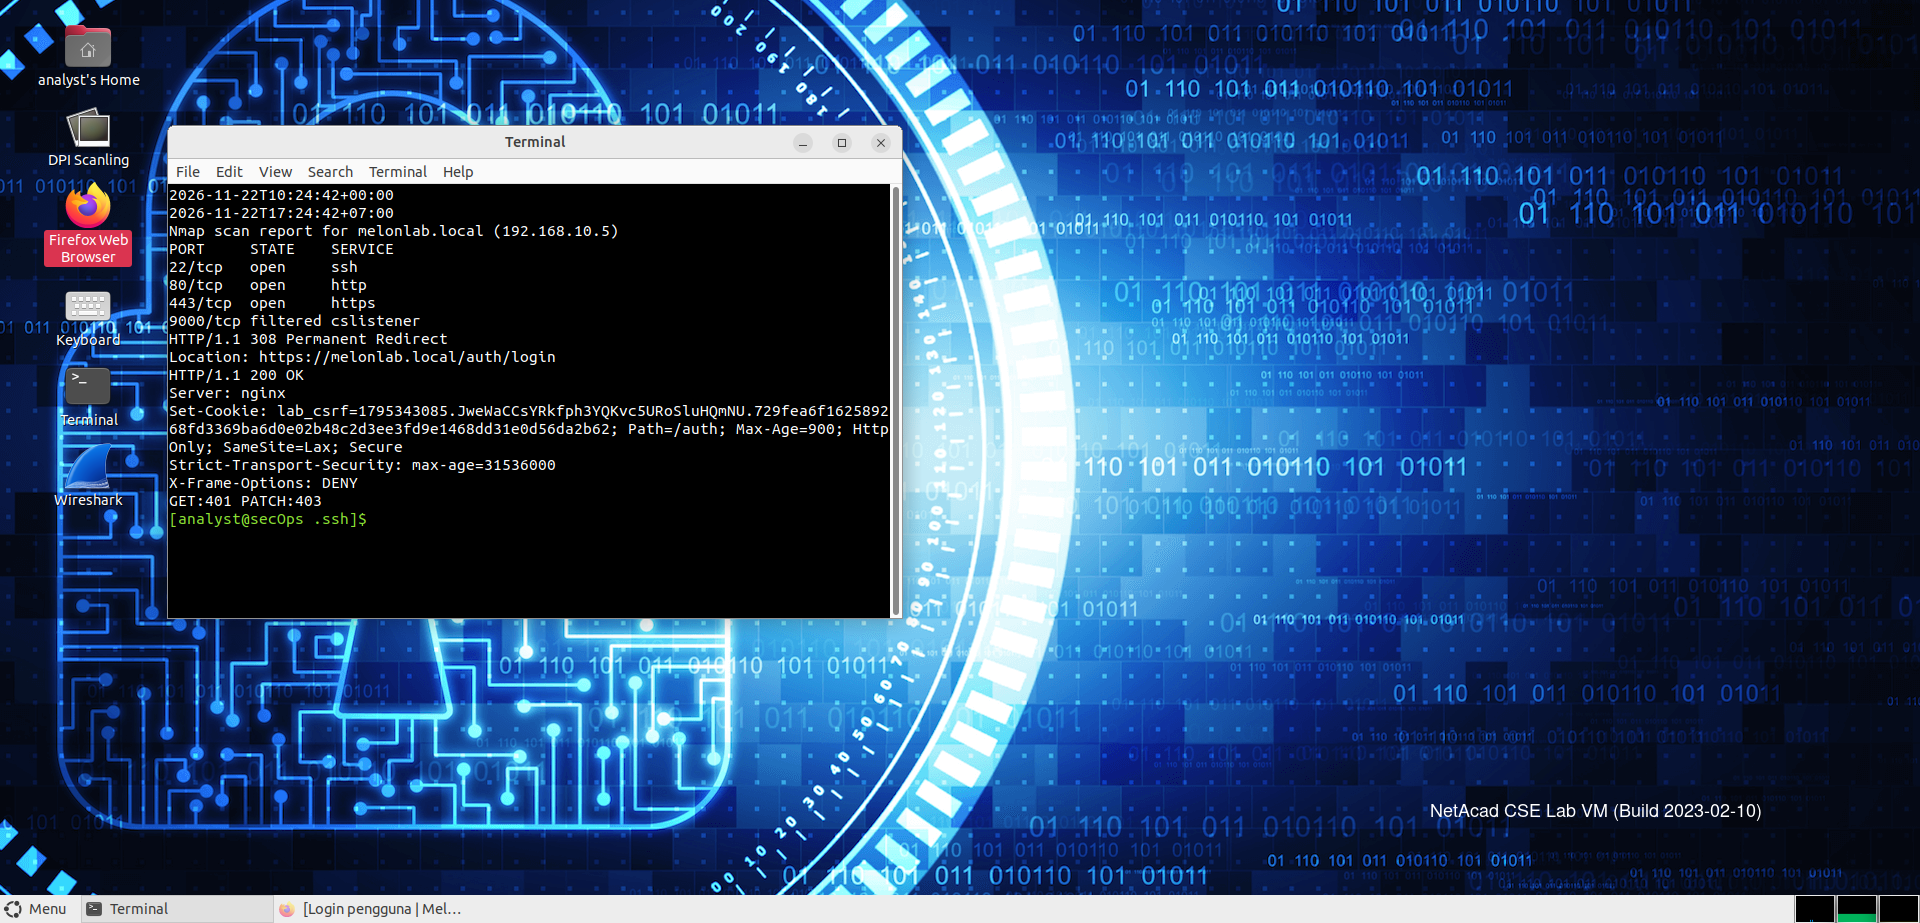 analyst's Home
DPI Scanling
Firefox Web
Browser
Keyboard
Terminal
Wireshark
Terminal
File Edit View Search Terminal Help
2026-11-22T10:24:42+00:00
2026-11-22T17:24:42+07:00
Nmap scan report for melonlab.local (192.168.10.5)
PORT STATE SERVICE
22/tcp open ssh
80/tcp open http
443/tcp open https
9000/tcp filtered cslistener
HTTP/1.1 308 Permanent Redirect
Location: https://melonlab.local/auth/login
HTTP/1.1 200 OK
Server: nginx
Set-Cookie: lab_csrf=1795343085.JweWaCCsYRkfph3YQKvc5URoSluHQmNU.729fea6f1625892
68fd3369ba6d0e02b48c2d3ee3fd9e1468dd31e0d56da2b62; Path=/auth; Max-Age=900; Http
Only; SameSite=Lax; Secure
Strict-Transport-Security: max-age=31536000
X-Frame-Options: DENY
GET:401 PATCH:403
[analyst@secOps .ssh]$
NetAcad CSE Lab VM (Build 2023-02-10)
Menu
Terminal
[Login pengguna | Mel…